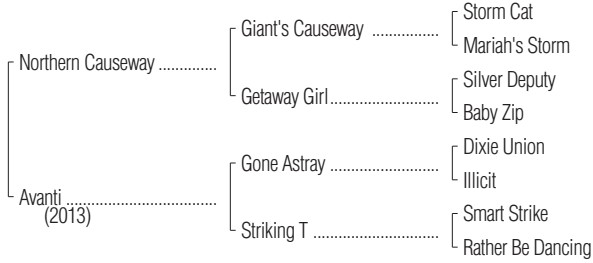 Storm Cat
Giant's Causeway ................
Mariah's Storm
Northern Causeway ..............
Silver Deputy
Getaway Girl..........................
Baby Zip
Dixie Union
Gone Astray ..........................
Illicit
Avanti ....................................
(2013)
Smart Strike
Striking T ..............................
Rather Be Dancing